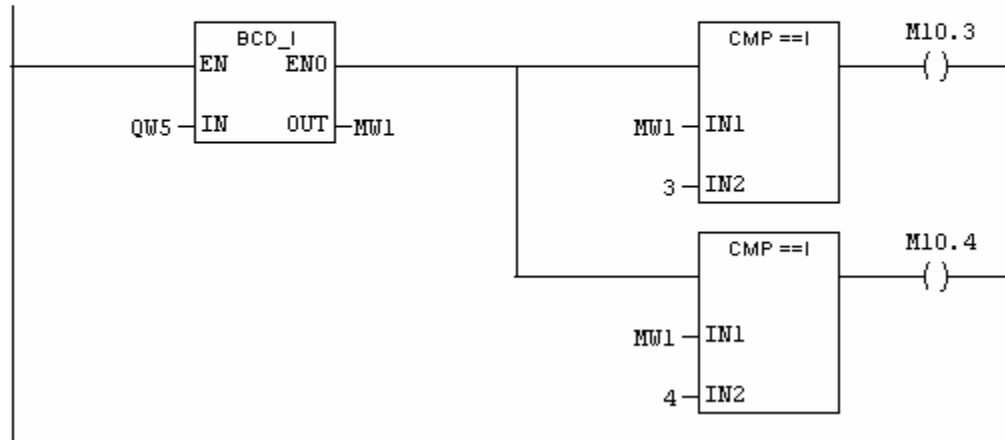 BCD_I
EN ENO
QW5 IN OUT MW1
CMP ==I
MW1 IN1
3 IN2
M10.3
( )
CMP ==I
MW1 IN1
4 IN2
M10.4
( )